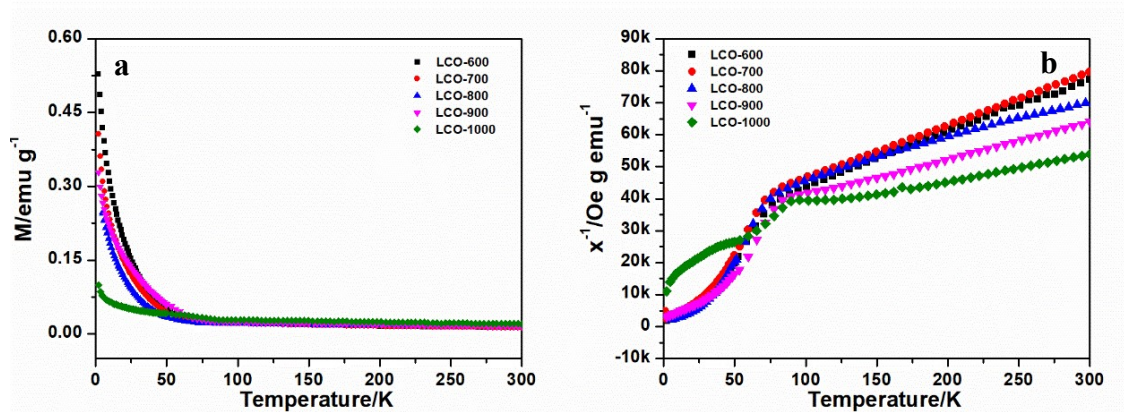 a
M/emu g⁻¹
0.60
0.45
0.30
0.15
0.00
LCO-600
LCO-700
LCO-800
LCO-900
LCO-1000
0 50 100 150 200 250 300
Temperature/K
b
x⁻¹/Oe g emu⁻¹
90k
80k
70k
60k
50k
40k
30k
20k
10k
0
-10k
LCO-600
LCO-700
LCO-800
LCO-900
LCO-1000
0 50 100 150 200 250 300
Temperature/K